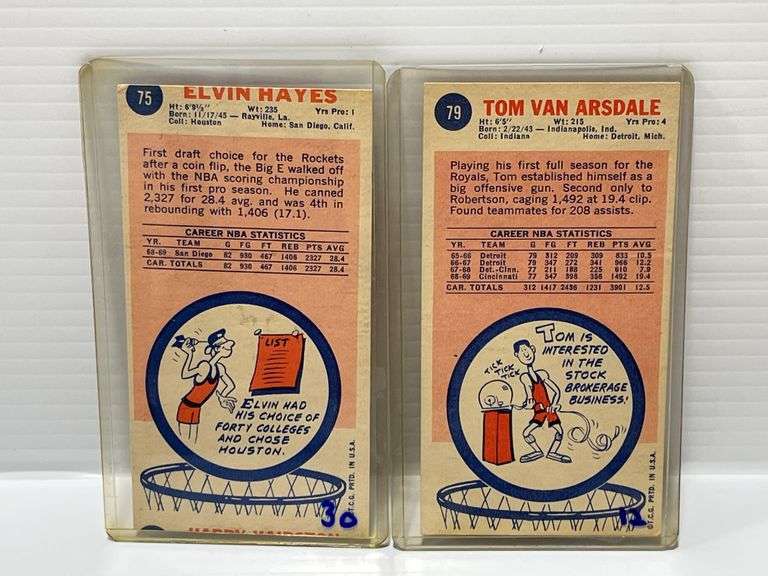 75
ELVIN HAYES
Ht: 6'9½" Wt: 235 Yrs Pro: 1
Born: 11/17/45 — Rayville, La.
Coll: Houston Home: San Diego, Calif.
First draft choice for the Rockets
after a coin flip, the Big E walked off
with the NBA scoring championship
in his first pro season. He canned
2,327 for 28.4 avg. and was 4th in
rebounding with 1,406 (17.1).
CAREER NBA STATISTICS
YR. TEAM G FG FT REB PTS AVG
68-69 San Diego 82 930 467 1406 2327 28.4
CAR. TOTALS 82 930 467 1406 2327 28.4
LIST
ELVIN HAD
HIS CHOICE OF
FORTY COLLEGES
AND CHOSE
HOUSTON.
©T.C.G. PRTD. IN U.S.A.
30
79
TOM VAN ARSDALE
Ht: 6'5" Wt: 215 Yrs Pro: 4
Born: 2/22/43 — Indianapolis, Ind.
Coll: Indiana Home: Detroit, Mich.
Playing his first full season for the
Royals, Tom established himself as a
big offensive gun. Second only to
Robertson, caging 1,492 at 19.4 clip.
Found teammates for 208 assists.
CAREER NBA STATISTICS
YR. TEAM G FG FT REB PTS AVG
65-66 Detroit 79 312 209 309 833 10.5
66-67 Detroit 79 347 272 341 966 12.2
67-68 Det.-Cinn. 77 211 188 225 610 7.9
68-69 Cincinnati 77 547 398 356 1492 19.4
CAR. TOTALS 312 1417 2436 1231 3901 12.5
TICK
TICK
TICK
TOM IS
INTERESTED
IN THE
STOCK
BROKERAGE
BUSINESS!
©T.C.G. PRTD. IN U.S.A.
12